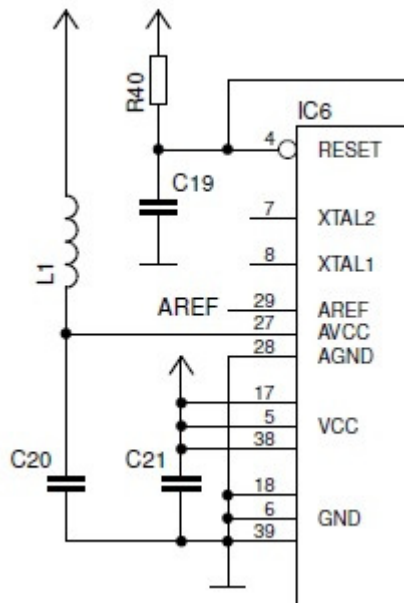 R40
IC6
4 RESET
C19
7 XTAL2
L1
8 XTAL1
AREF 29 AREF
27 AVCC
28 AGND
17
5 VCC
38
C20 C21
18
6 GND
39